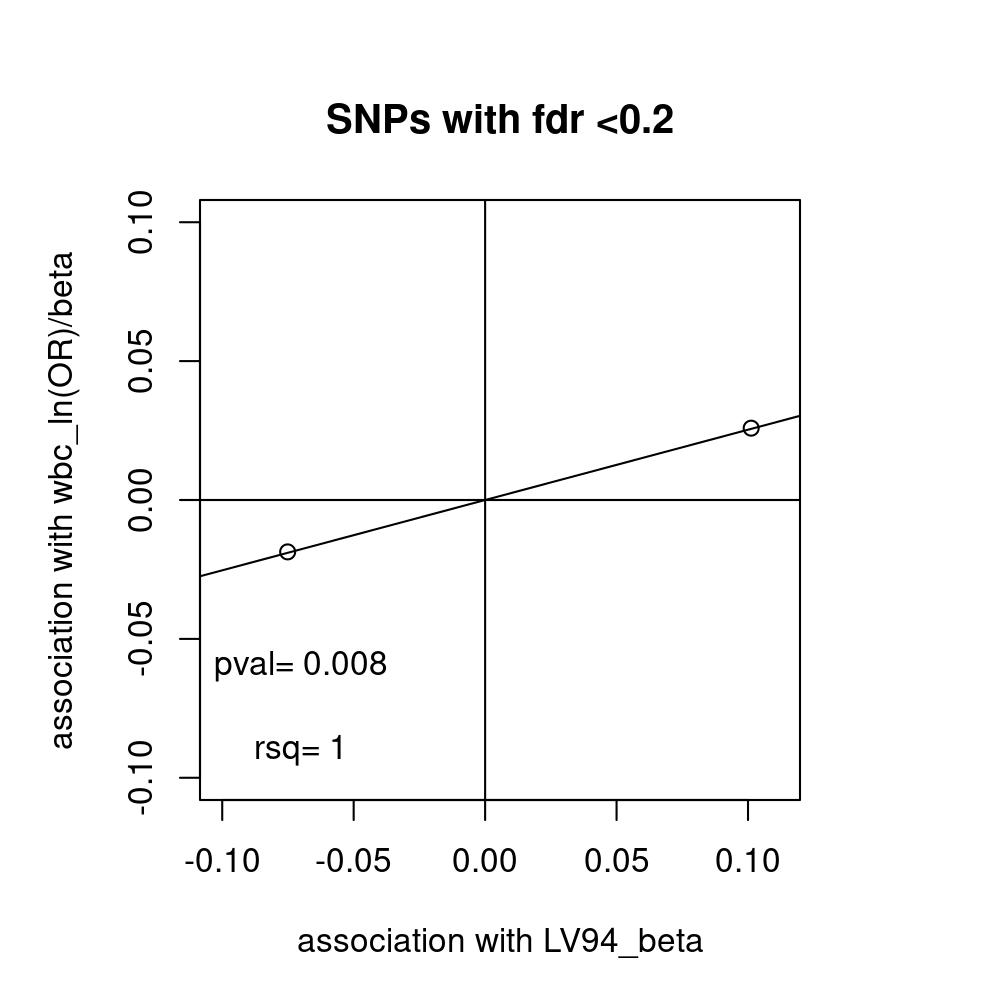 SNPs with fdr <0.2
association with wbc_ln(OR)/beta
0.10
0.05
0.00
-0.05
-0.10
pval= 0.008
rsq= 1
-0.10 -0.05 0.00 0.05 0.10
association with LV94_beta